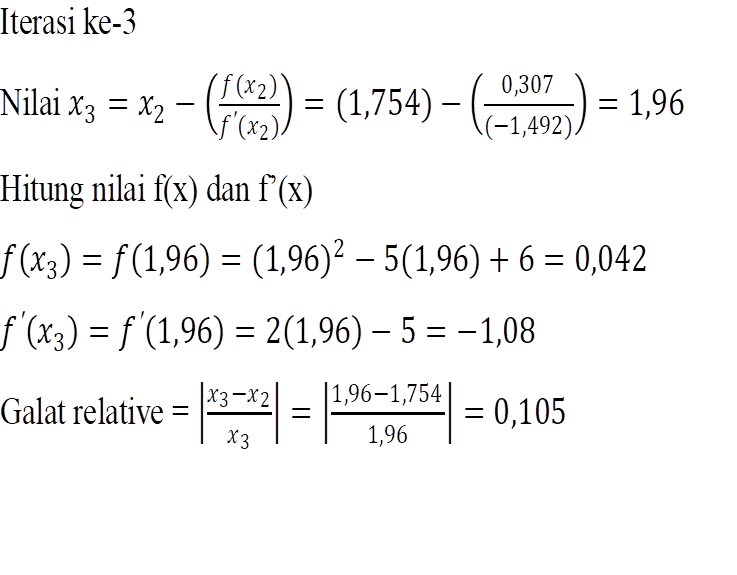 Iterasi ke-3
Nilai x₃ = x₂ − (f(x₂)/f′(x₂)) = (1,754) − (0,307/(−1,492)) = 1,96
Hitung nilai f(x) dan f’(x)
f(x₃) = f(1,96) = (1,96)² − 5(1,96) + 6 = 0,042
f′(x₃) = f′(1,96) = 2(1,96) − 5 = −1,08
Galat relative = |x₃−x₂/x₃| = |1,96−1,754/1,96| = 0,105